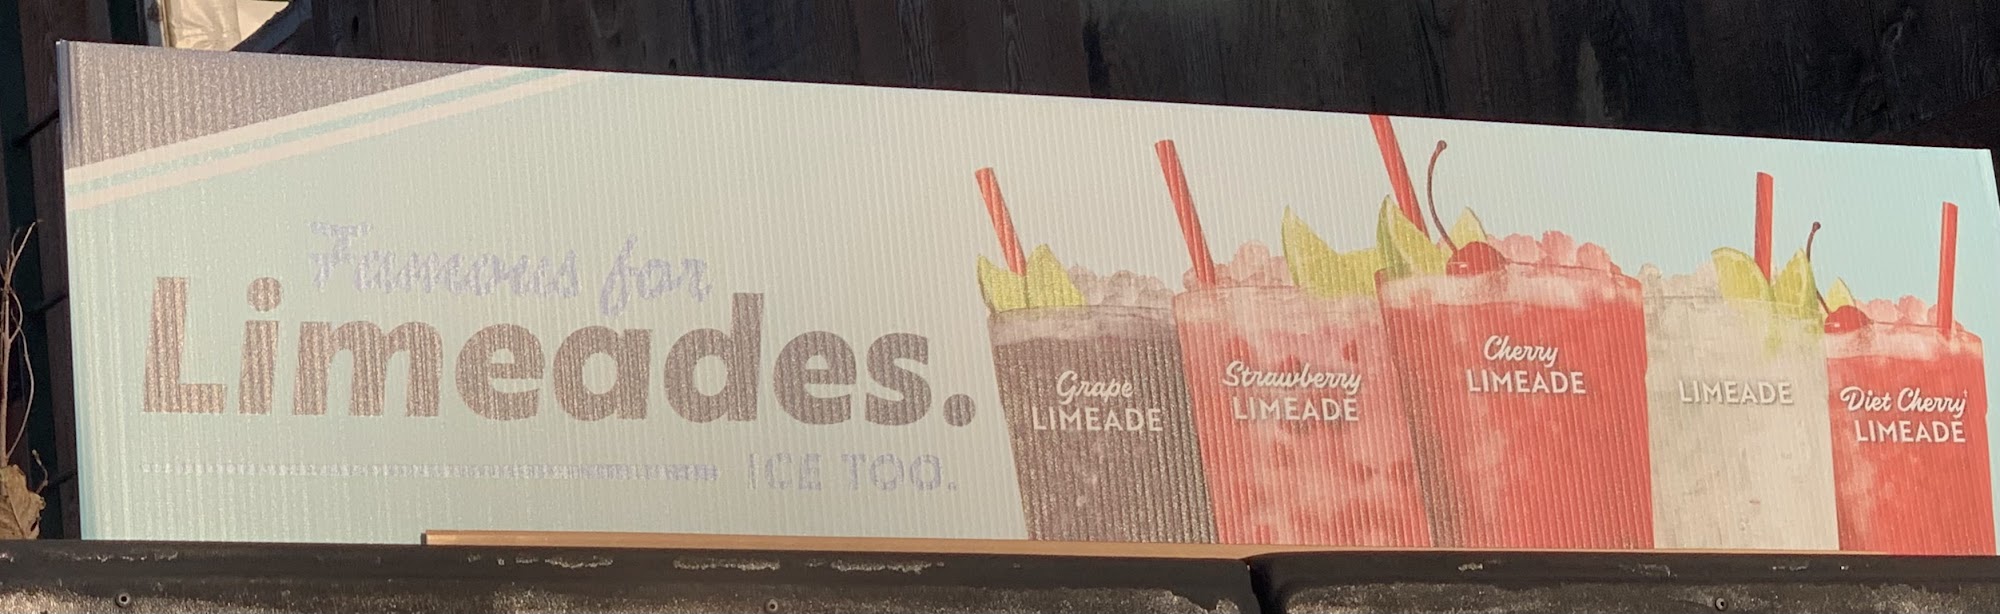 Famous for
Limeades.
ICE TOO.
Grape
LIMEADE
Strawberry
LIMEADE
Cherry
LIMEADE
LIMEADE
Diet Cherry
LIMEADE